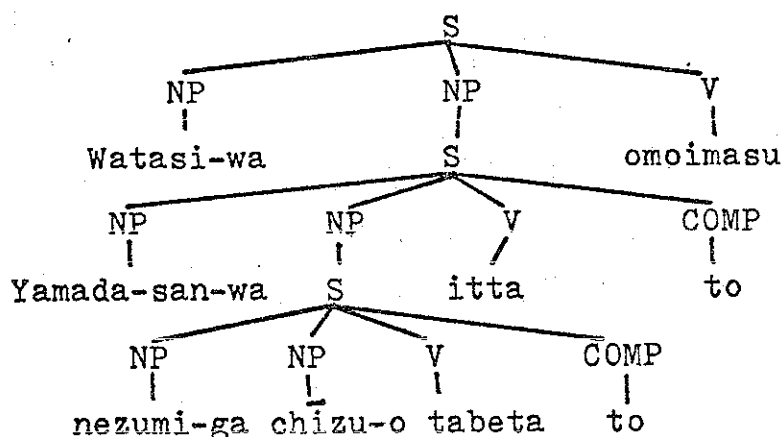 S
NP NP V
Watasi-wa S omoimasu
NP NP V COMP
Yamada-san-wa S itta to
NP NP V COMP
nezumi-ga chīzu-o tabeta to